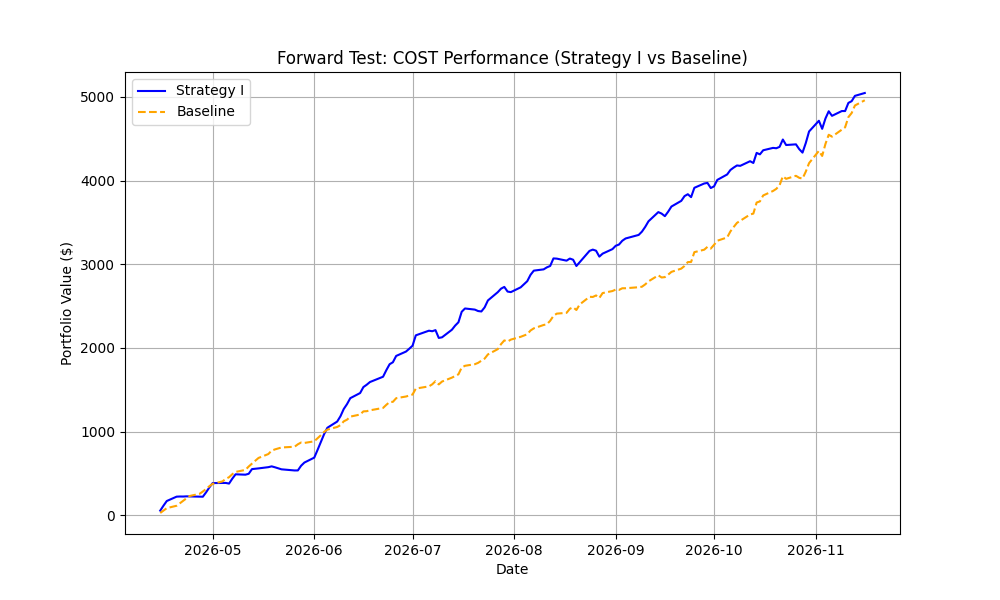 Forward Test: COST Performance (Strategy I vs Baseline)
Strategy I
Baseline
Portfolio Value ($)
5000
4000
3000
2000
1000
0
2026-05 2026-06 2026-07 2026-08 2026-09 2026-10 2026-11
Date